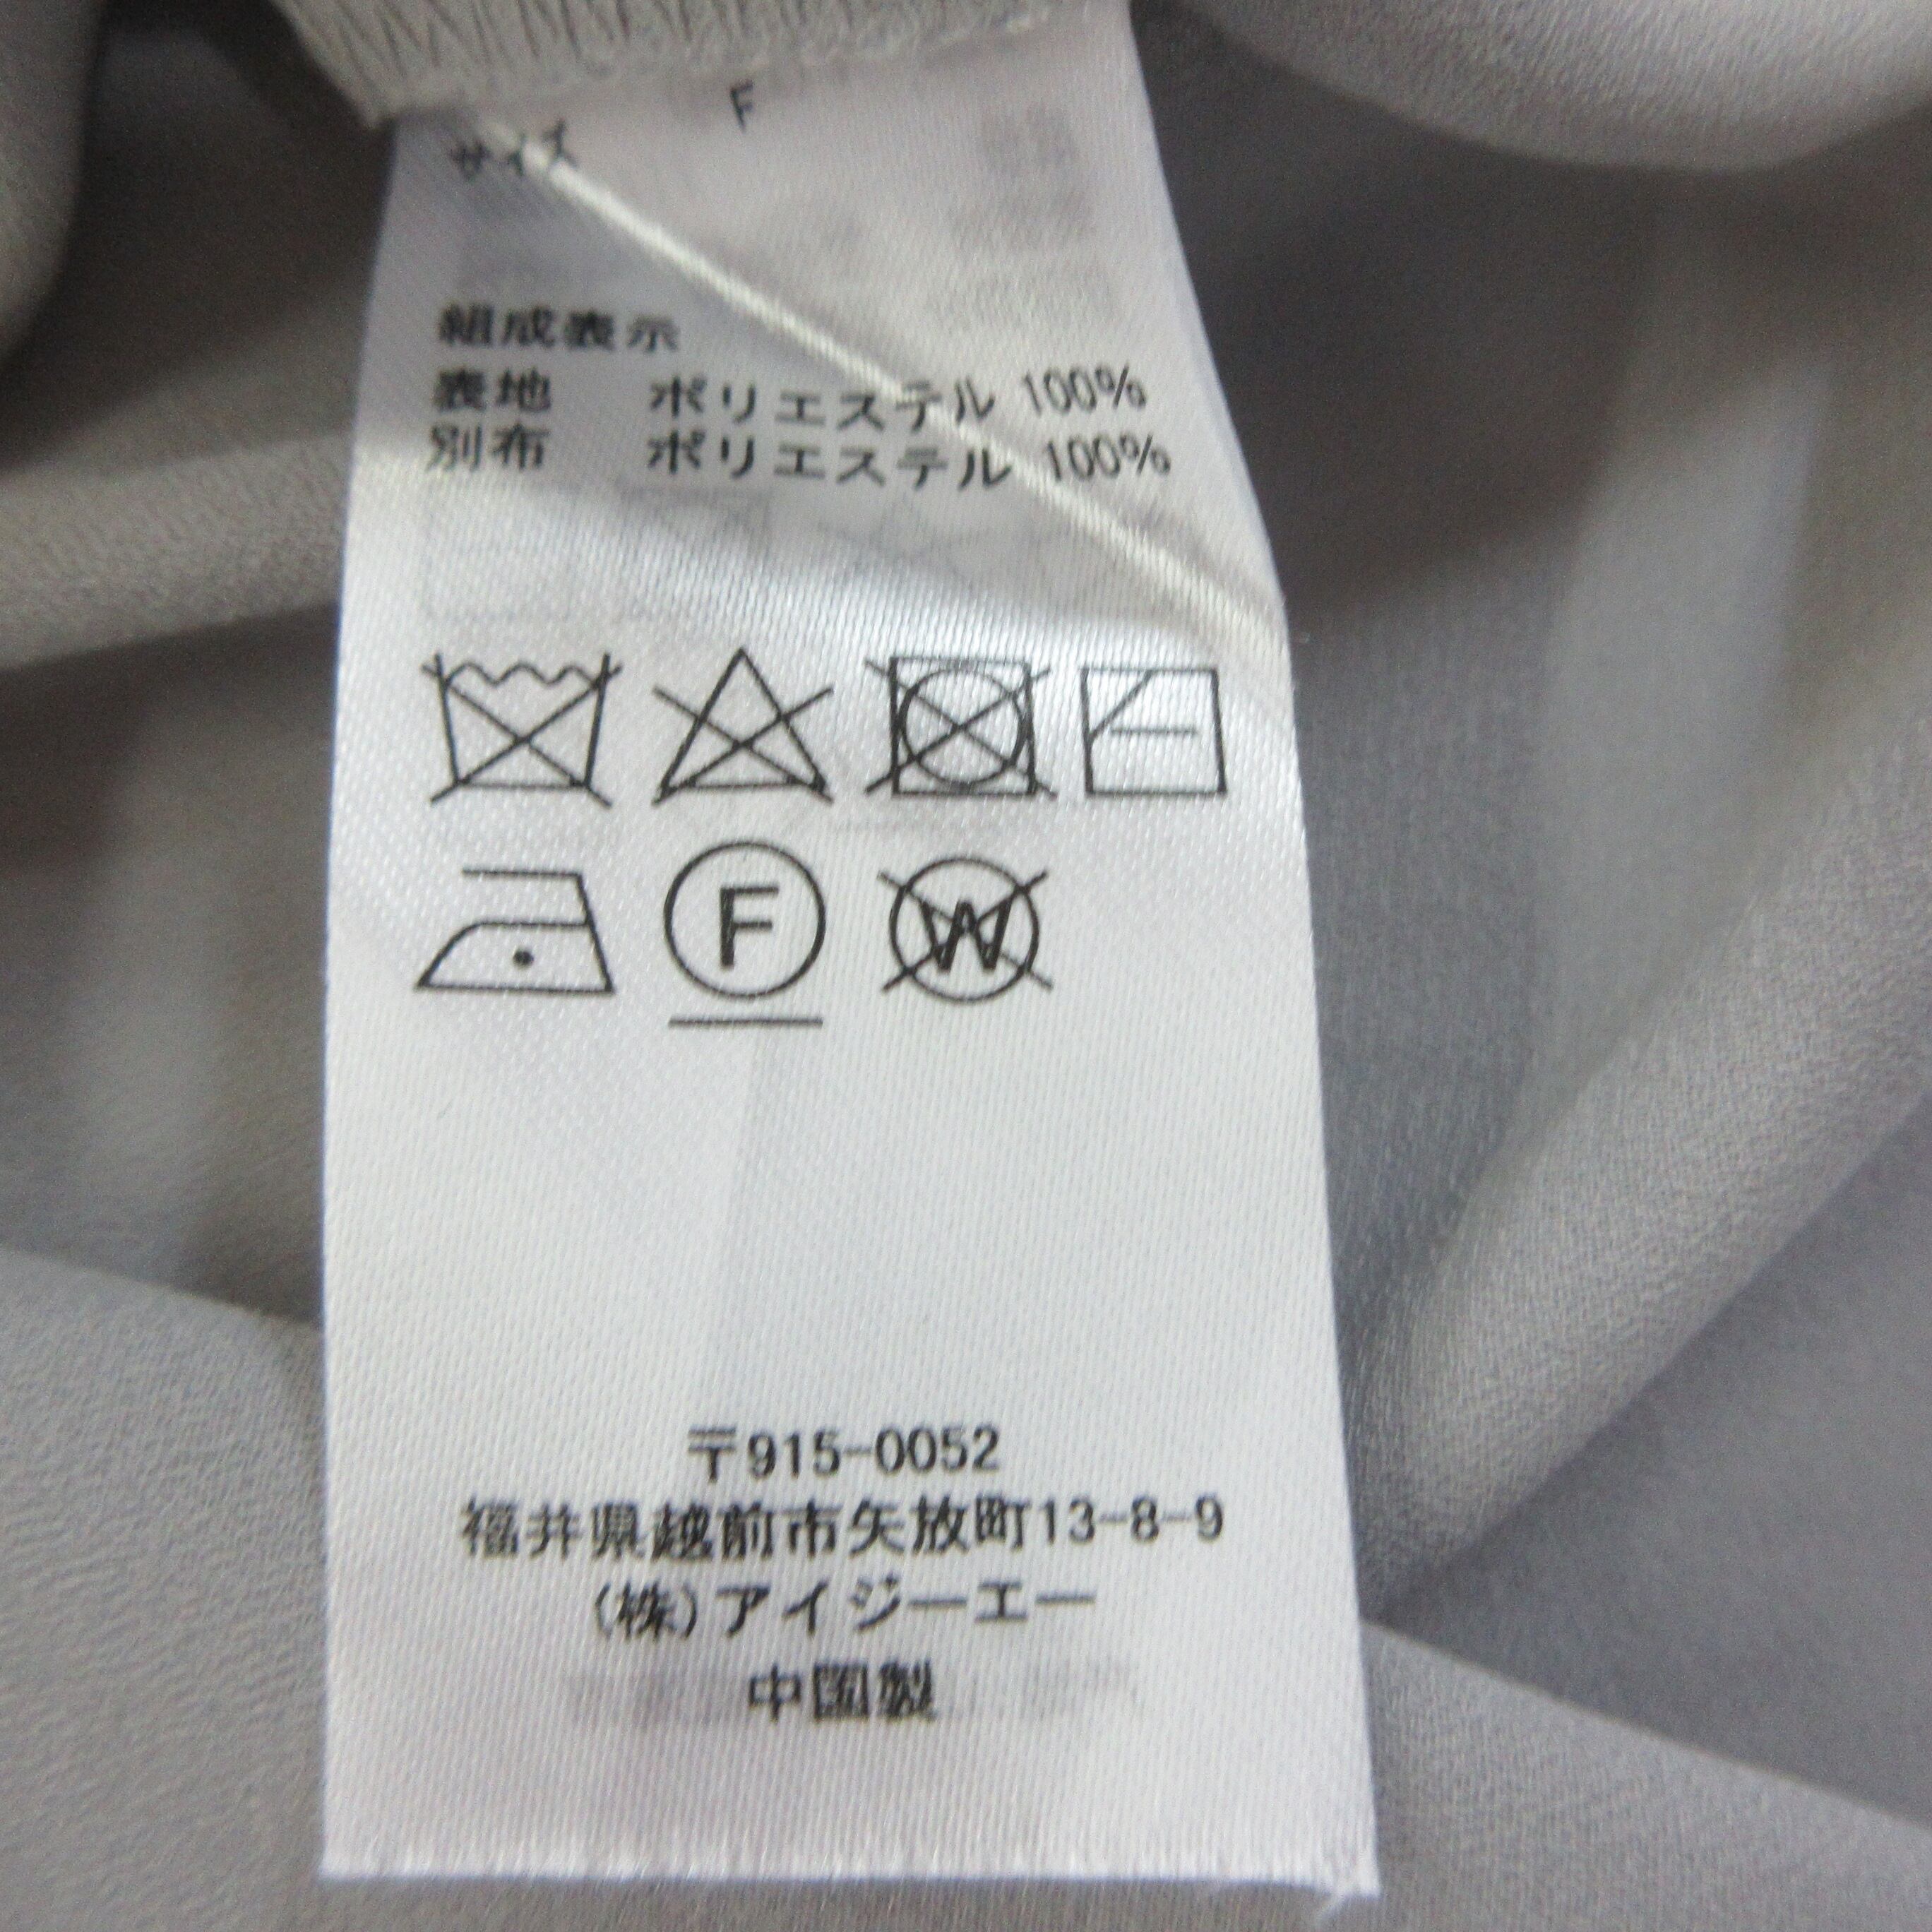 サイズ F
組成表示
表地 ポリエステル 100%
別布 ポリエステル 100%
F W
〒915-0052
福井県越前市矢放町13-8-9
(株)アイジーエー
中国製